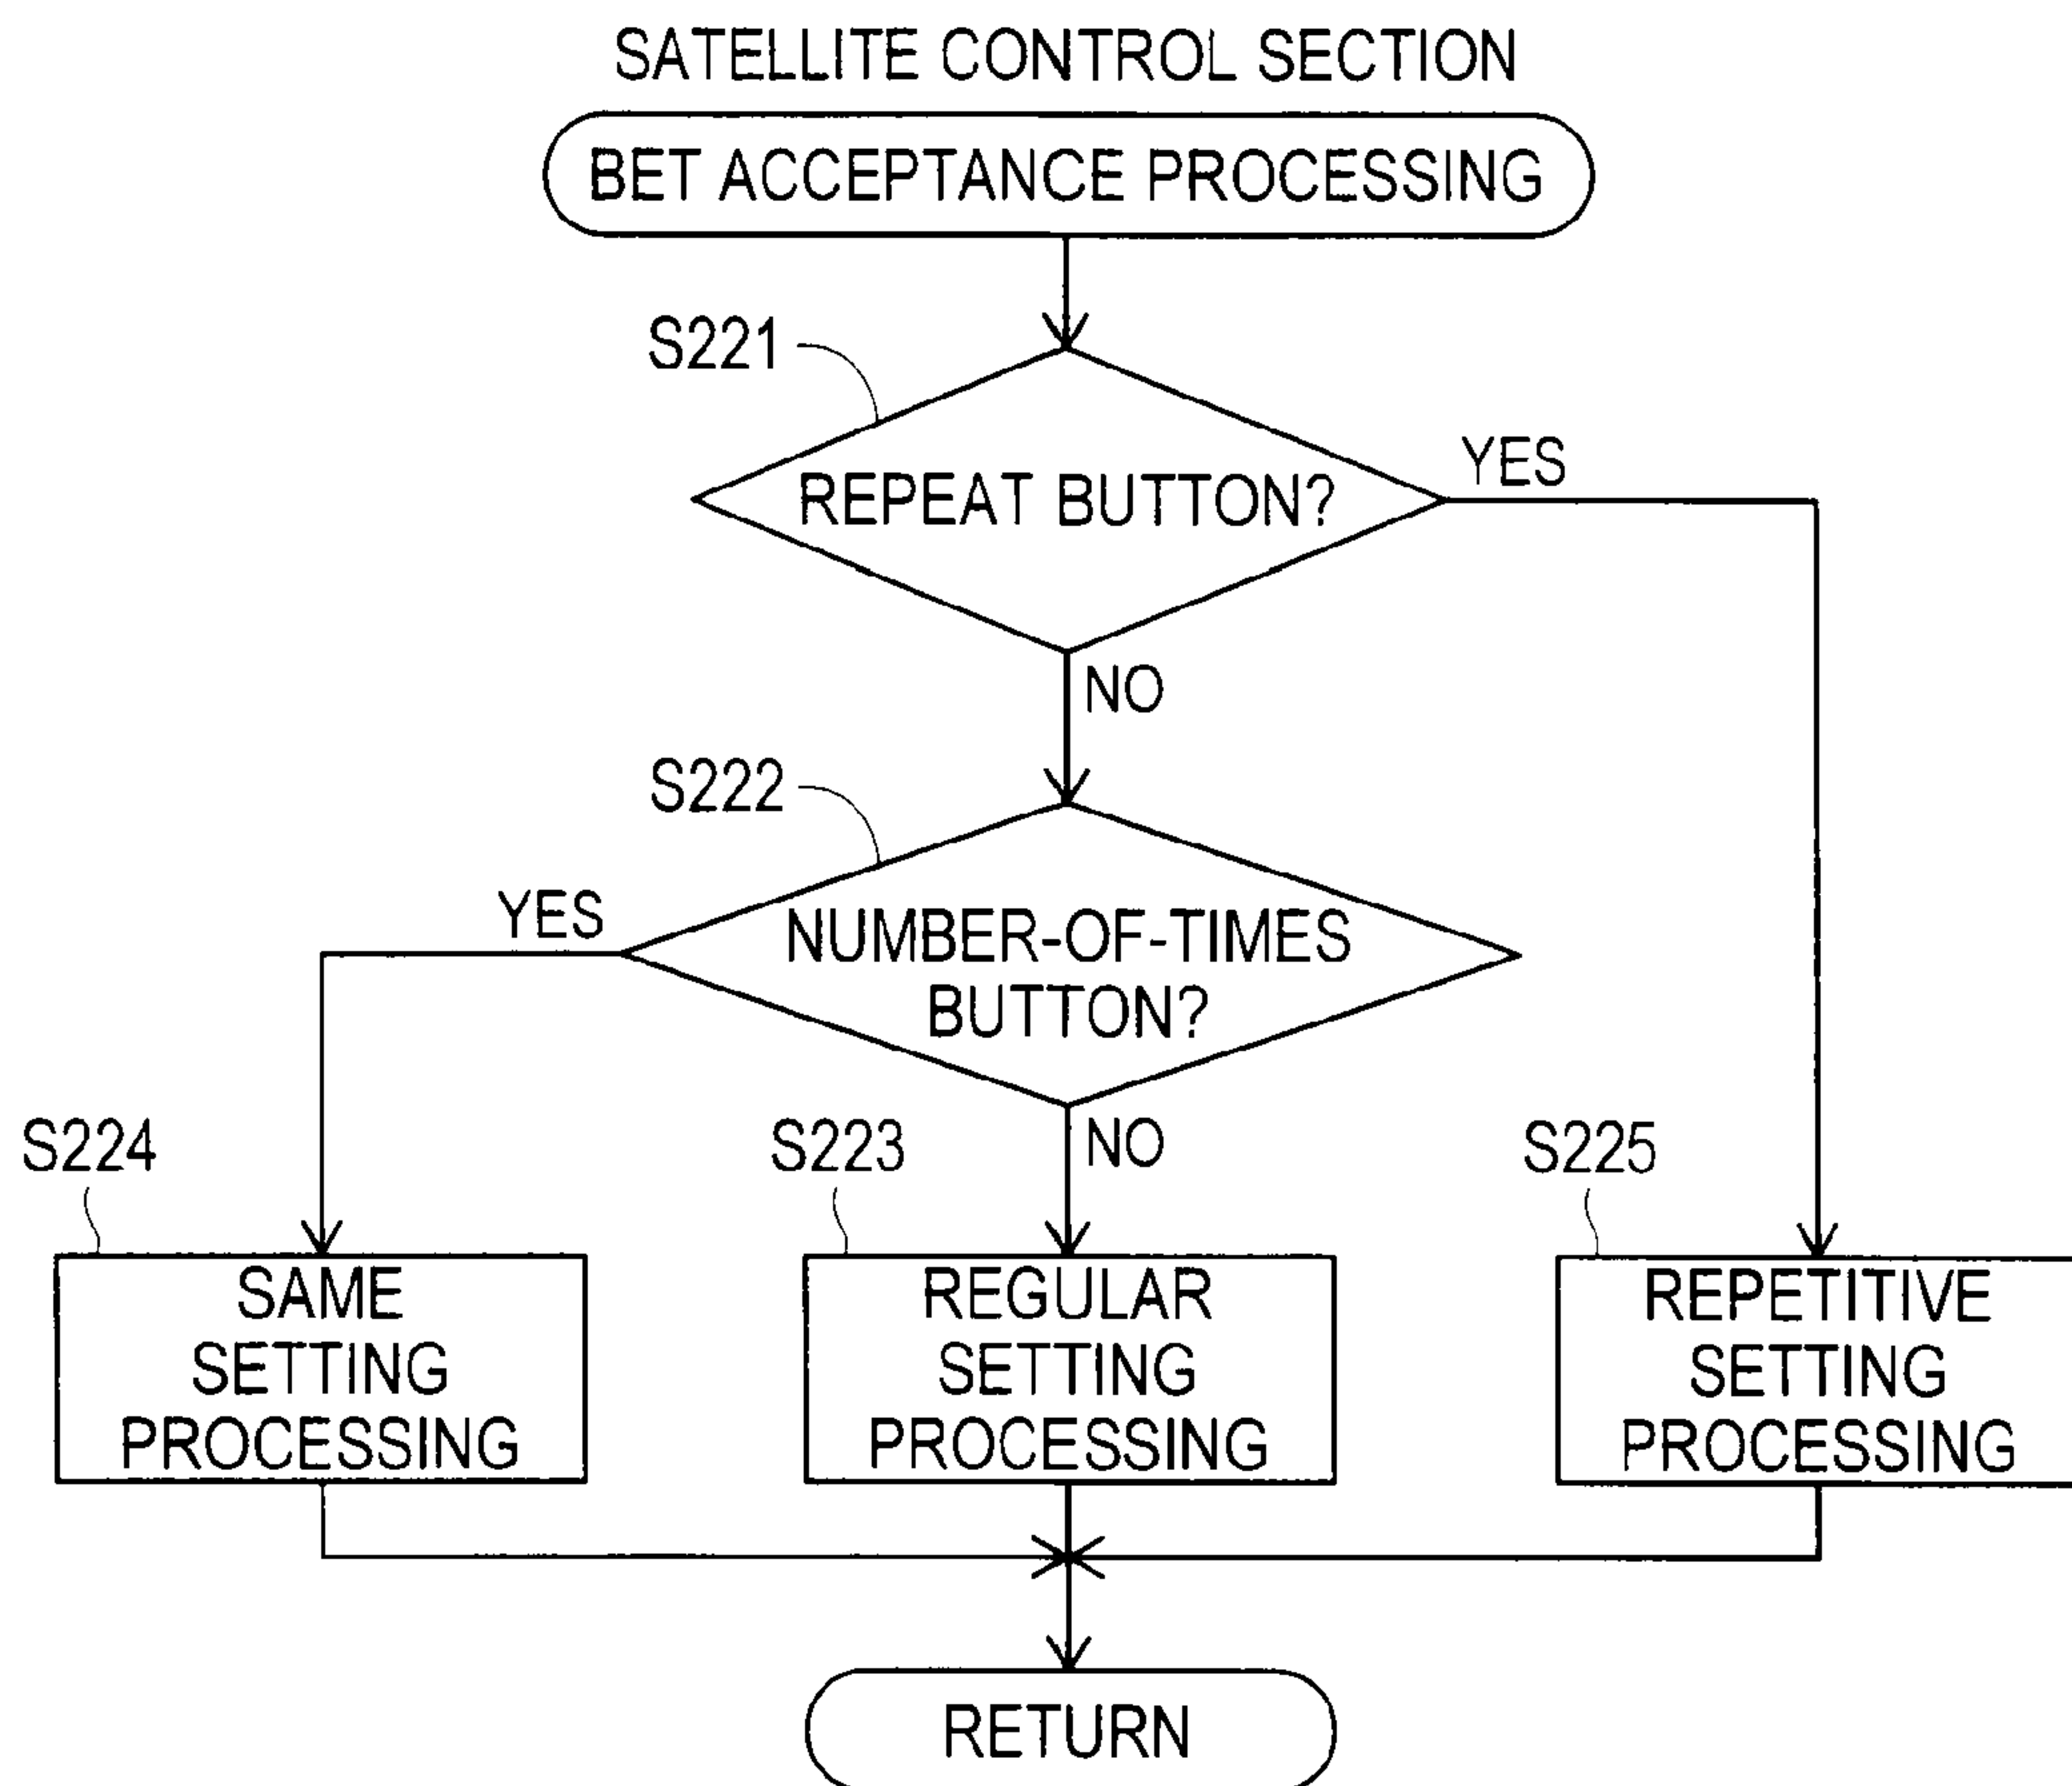 SATELLITE CONTROL SECTION
BET ACCEPTANCE PROCESSING
S221
REPEAT BUTTON?
YES
NO
S222
YES
NUMBER-OF-TIMES
BUTTON?
NO
S224
SAME
SETTING
PROCESSING
S223
REGULAR
SETTING
PROCESSING
S225
REPETITIVE
SETTING
PROCESSING
RETURN